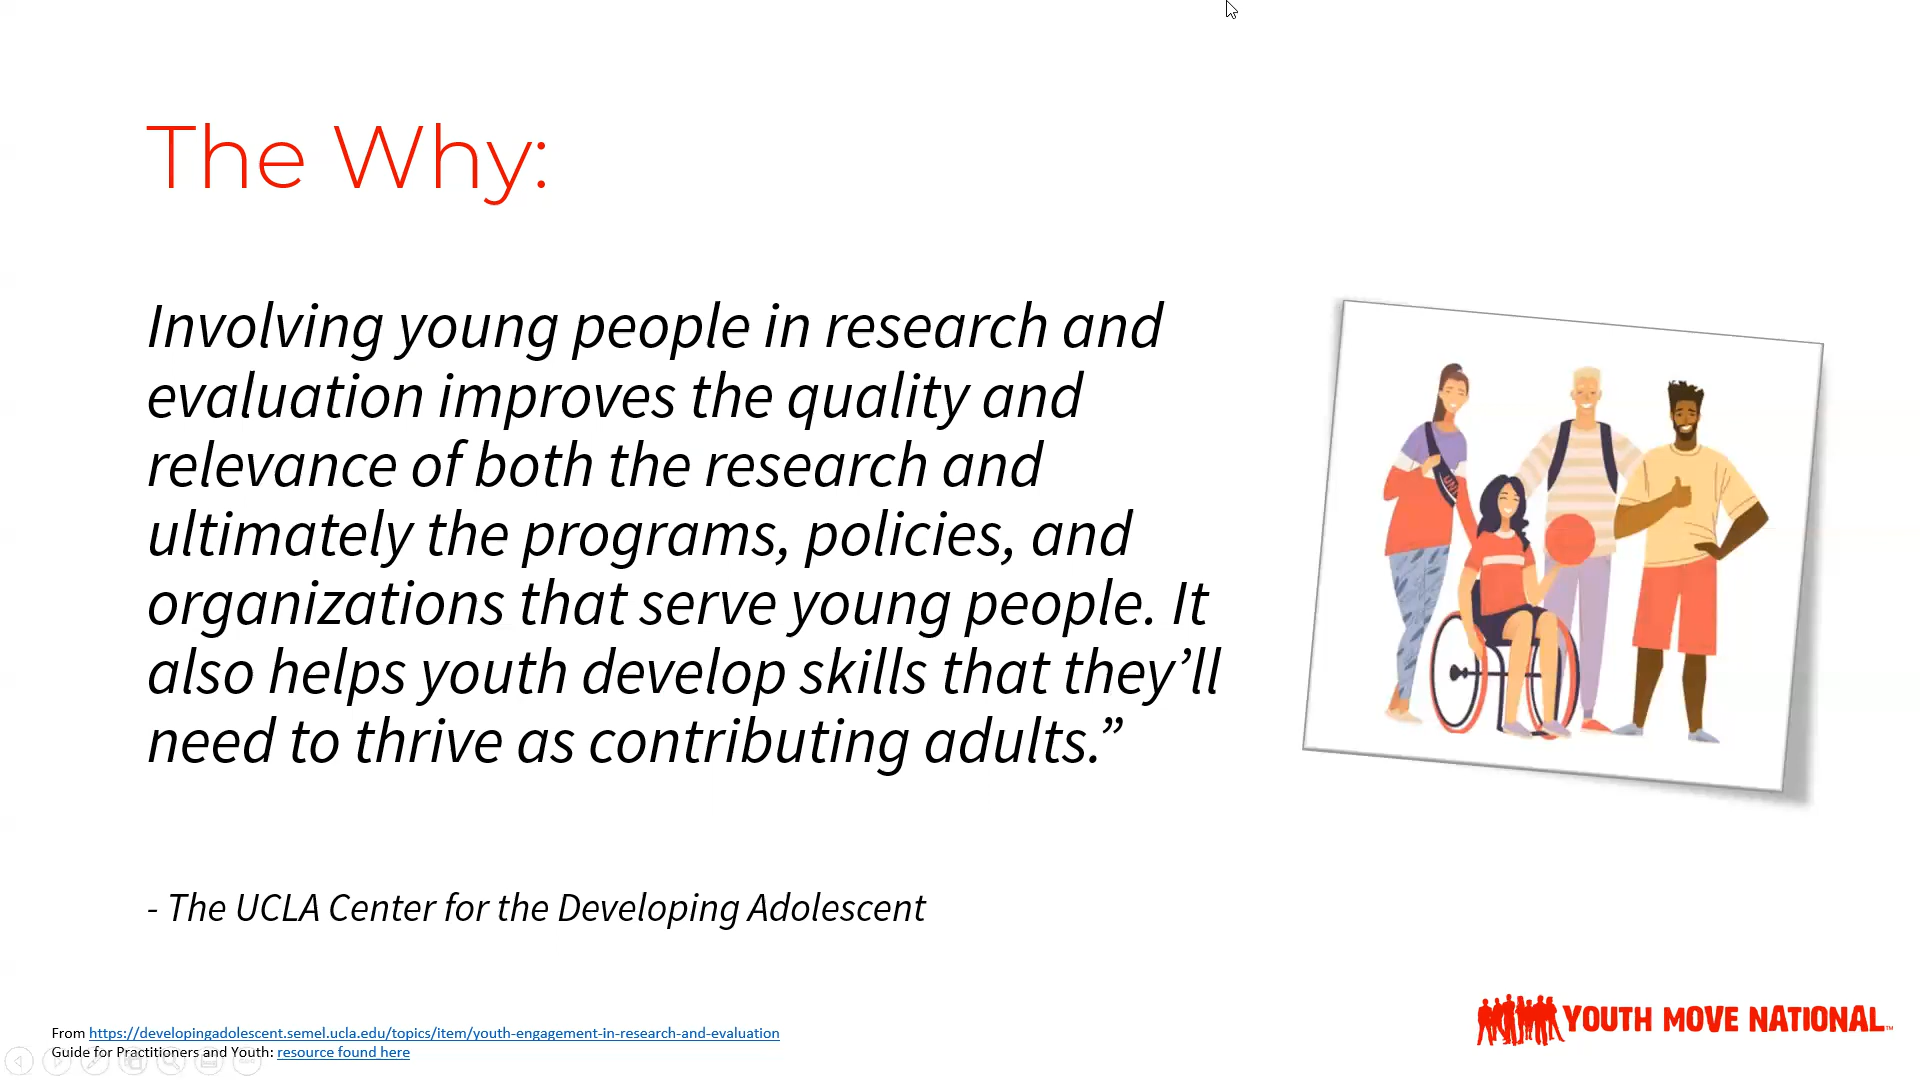 The Why:
Involving young people in research and
evaluation improves the quality and
relevance of both the research and
ultimately the programs, policies, and
organizations that serve young people. It
also helps youth develop skills that they’ll
need to thrive as contributing adults.”
- The UCLA Center for the Developing Adolescent
From https://developingadolescent.semel.ucla.edu/topics/item/youth-engagement-in-research-and-evaluation
Guide for Practitioners and Youth: resource found here
YOUTH MOVE NATIONAL™